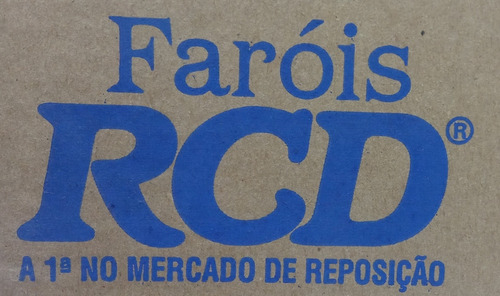 Faróis
RCD®
A 1ª NO MERCADO DE REPOSIÇÃO